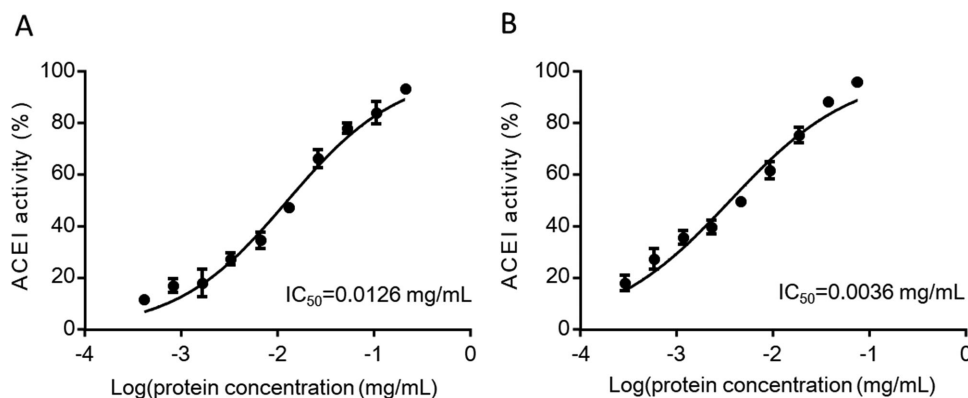 A
ACEI activity (%)
100
80
60
40
20
0
IC50=0.0126 mg/mL
-4 -3 -2 -1 0
Log(protein concentration (mg/mL)
B
ACEI activity (%)
100
80
60
40
20
0
IC50=0.0036 mg/mL
-4 -3 -2 -1 0
Log(protein concentration (mg/mL)